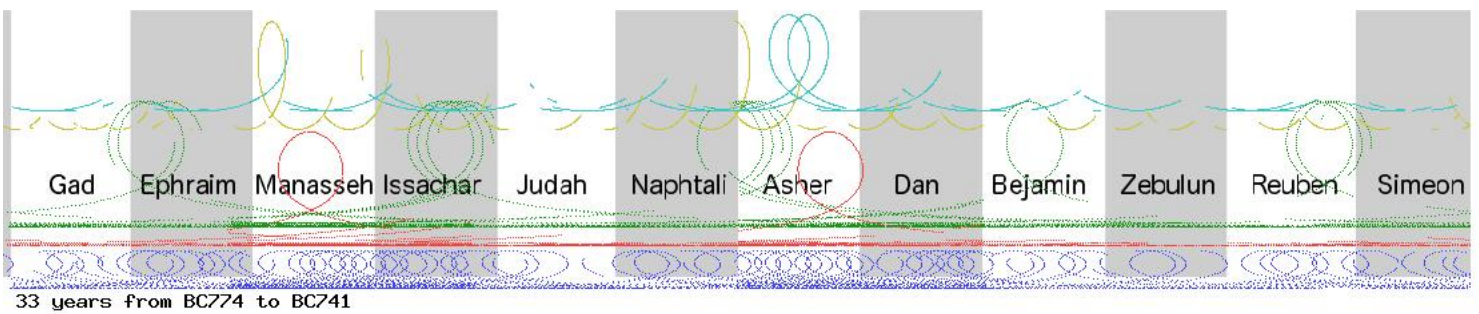 Gad Ephraim Manasseh Issachar Judah Naphtali Asher Dan Bejamin Zebulun Reuben Simeon
33 years from BC774 to BC741